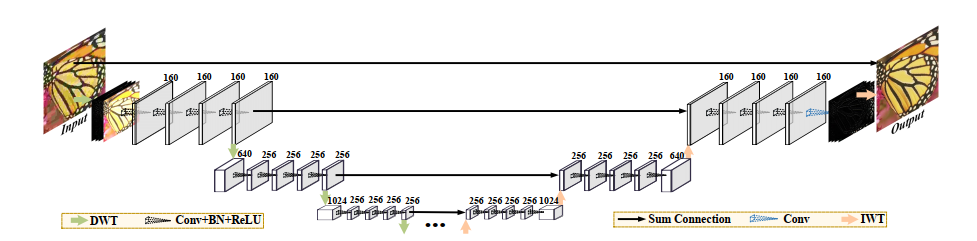 160 160 160 160
160 160 160 160
Input
Output
640 256 256 256 256
256 256 256 256 640
1024 256 256 256 256
256 256 256 256 1024
...
DWT
Conv+BN+ReLU
Sum Connection
Conv
IWT